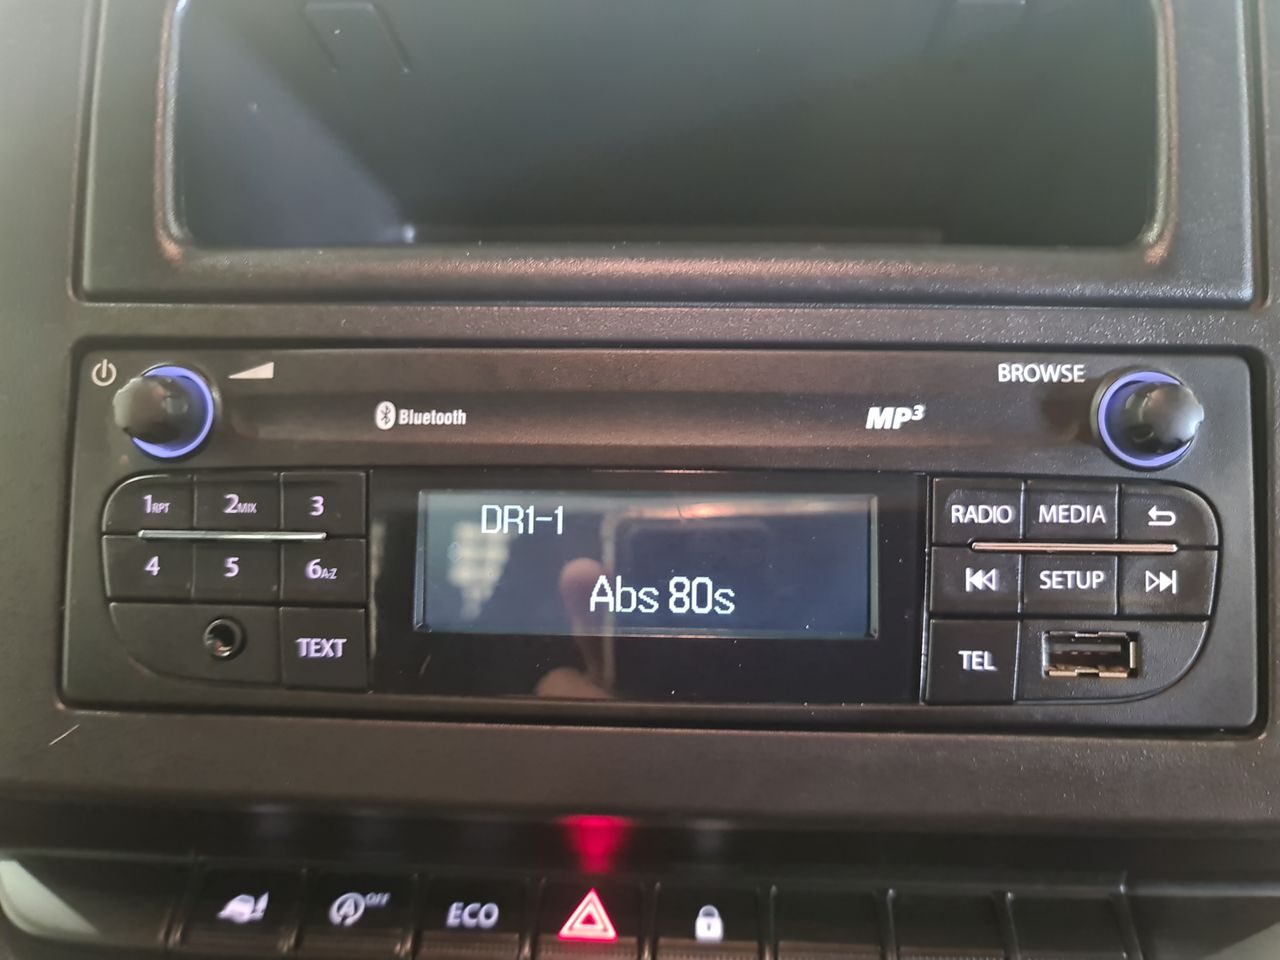 BROWSE
Bluetooth
MP3
1RPT 2MIX 3
DR1-1
RADIO MEDIA
4 5 6A-Z
Abs 80s
SETUP
TEXT
TEL
A OFF
ECO